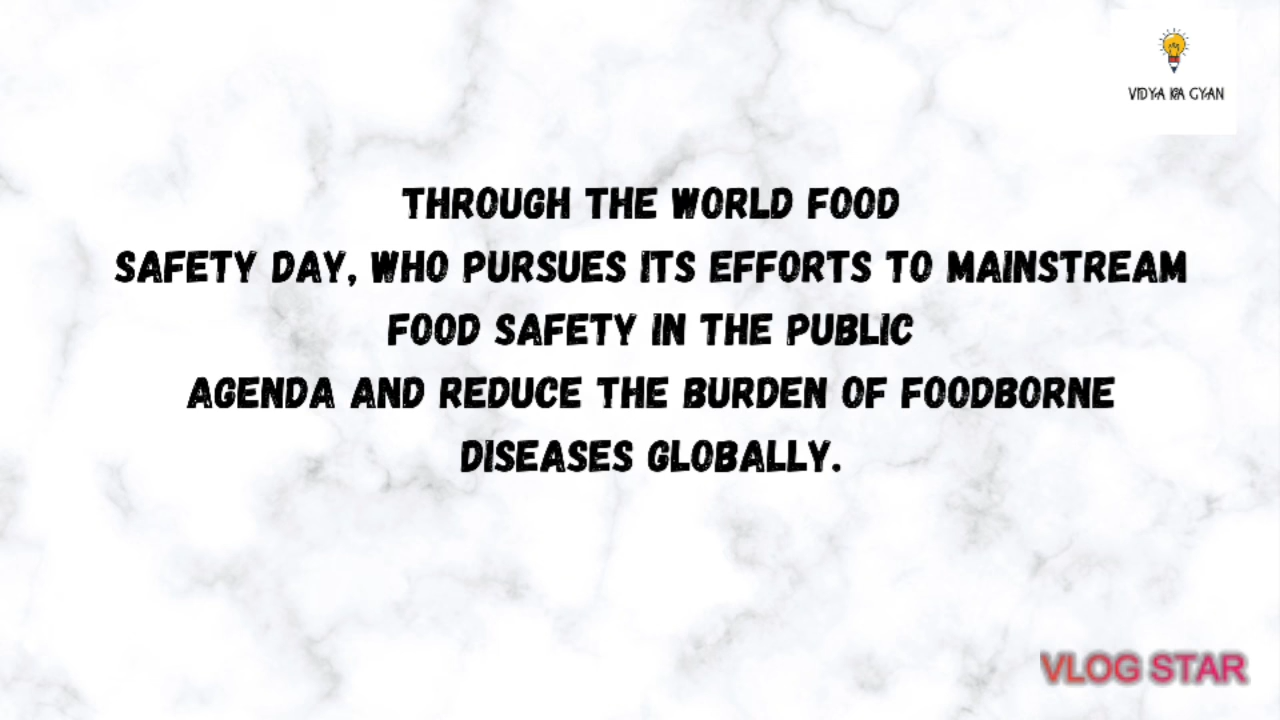 VIDYA KA GYAN
THROUGH THE WORLD FOOD
SAFETY DAY, WHO PURSUES ITS EFFORTS TO MAINSTREAM
FOOD SAFETY IN THE PUBLIC
AGENDA AND REDUCE THE BURDEN OF FOODBORNE
DISEASES GLOBALLY.
VLOG STAR